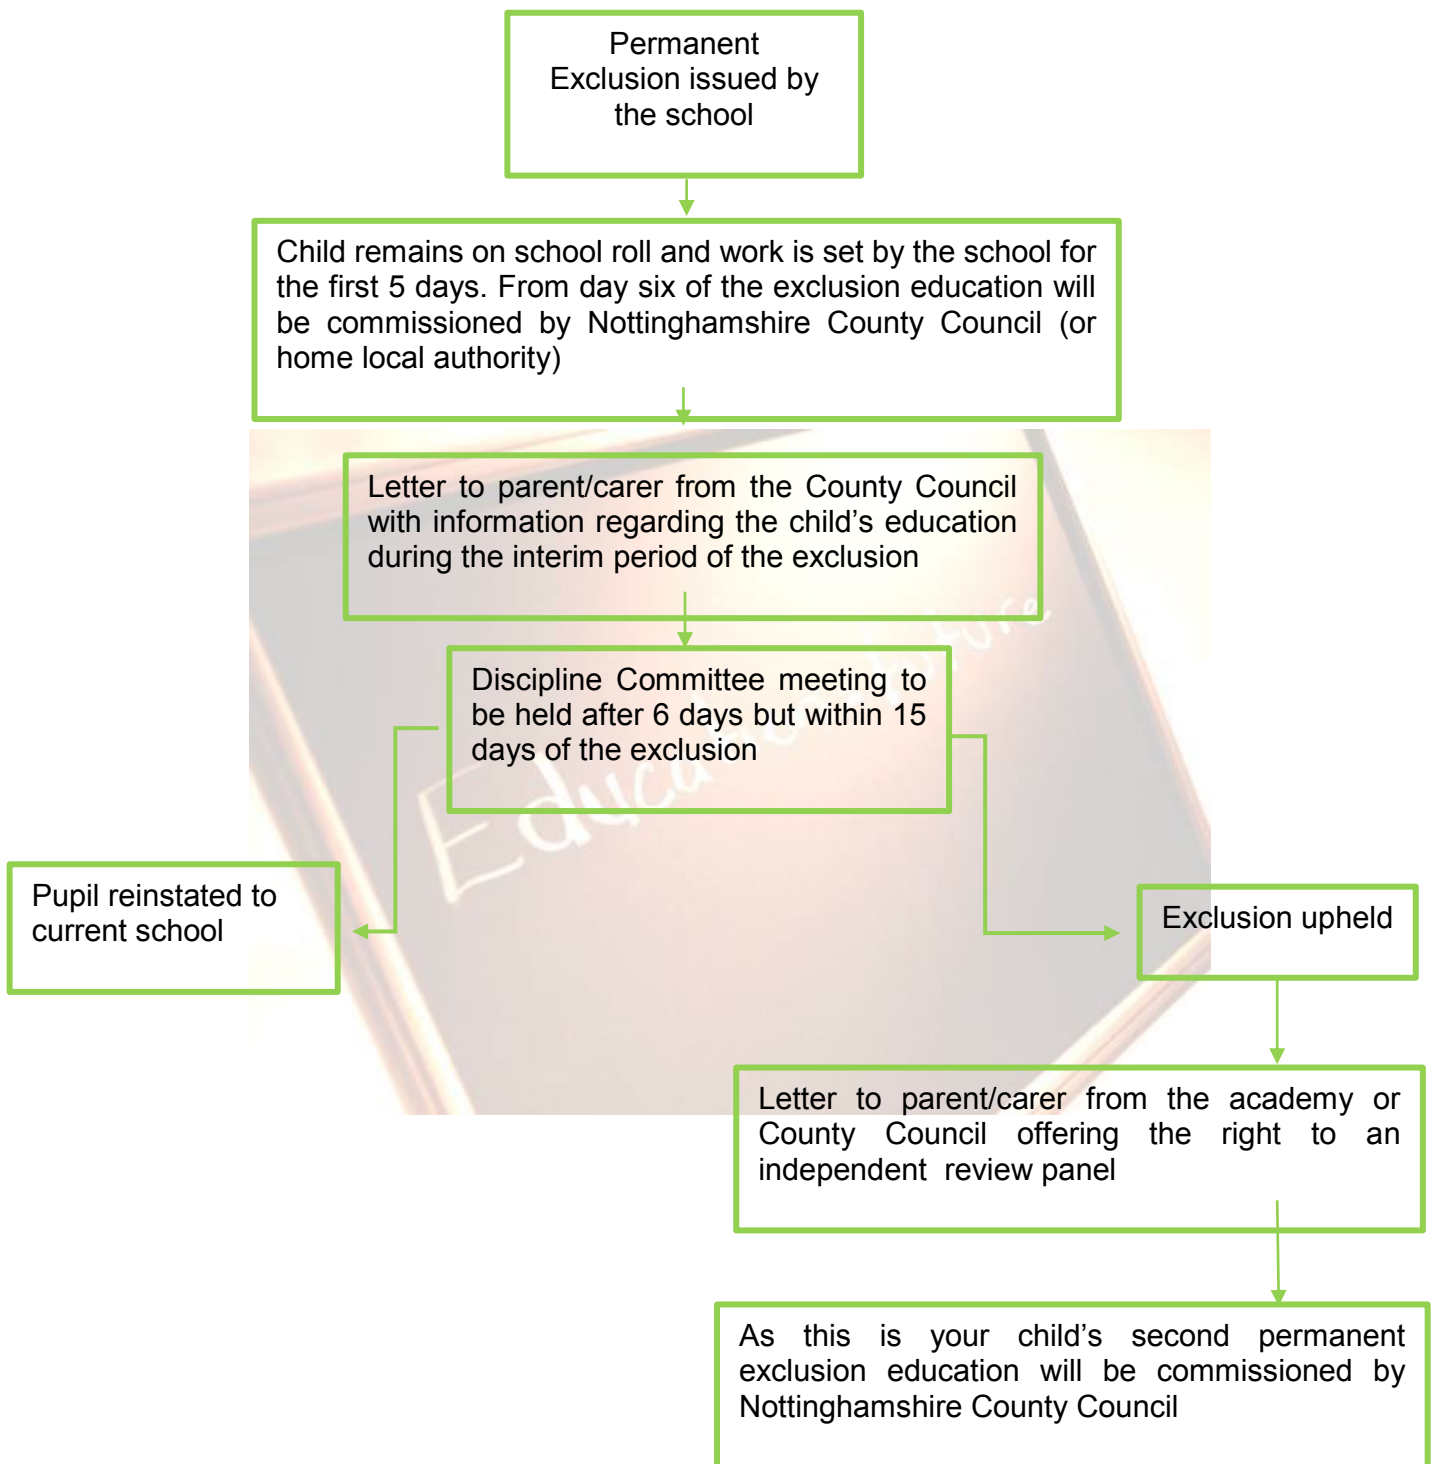 Permanent
Exclusion issued by
the school
Child remains on school roll and work is set by the school for
the first 5 days. From day six of the exclusion education will
be commissioned by Nottinghamshire County Council (or
home local authority)
Letter to parent/carer from the County Council
with information regarding the child’s education
during the interim period of the exclusion
Discipline Committee meeting to
be held after 6 days but within 15
days of the exclusion
Education future
Pupil reinstated to
current school
Exclusion upheld
Letter to parent/carer from the academy or
County Council offering the right to an
independent review panel
As this is your child’s second permanent
exclusion education will be commissioned by
Nottinghamshire County Council